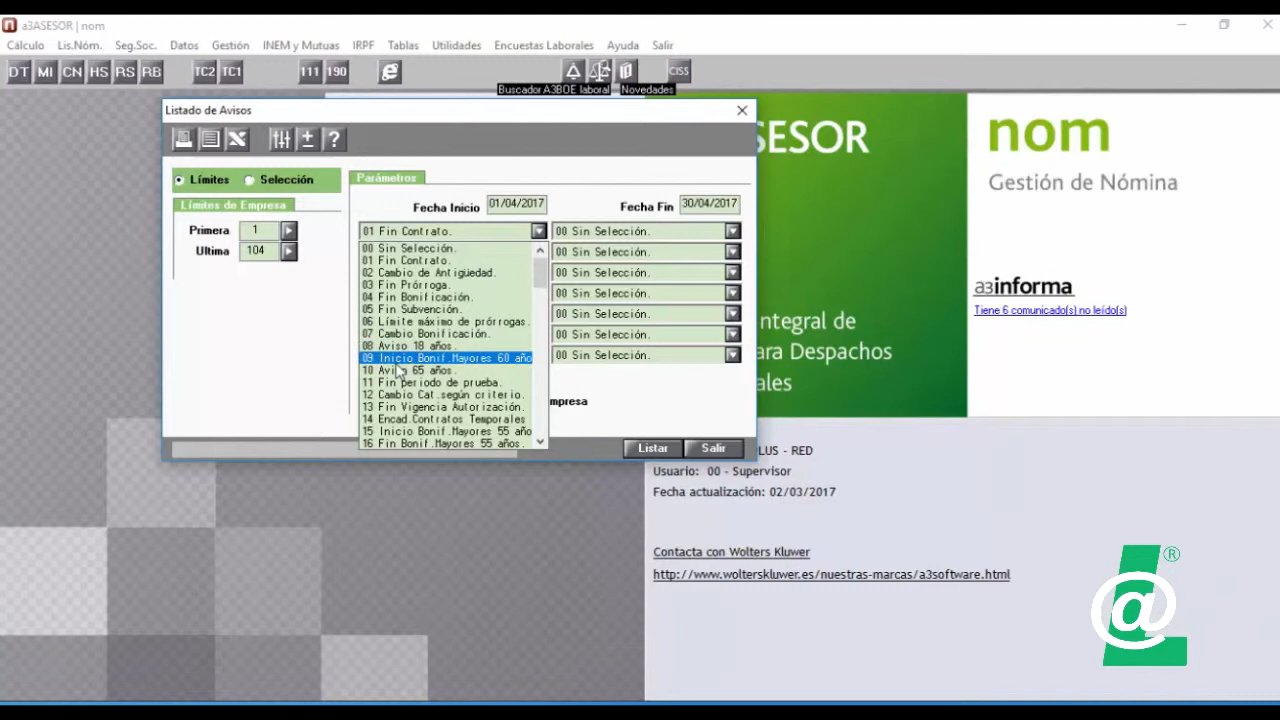 n a3ASESOR | nom
Cálculo Lis.Nóm. Seg.Soc. Datos Gestión INEM y Mutuas IRPF Tablas Utilidades Encuestas Laborales Ayuda Salir
DT MI CN HS RS RB TC2 TC1 111 190 CISS
Buscador A3BOE laboral Novedades
Listado de Avisos
Límites Selección
Límites de Empresa
Primera 1
Ultima 104
Parámetros
Fecha Inicio 01/04/2017 Fecha Fin 30/04/2017
01 Fin Contrato. 00 Sin Selección.
00 Sin Selección.
00 Sin Selección.
00 Sin Selección.
00 Sin Selección.
00 Sin Selección.
00 Sin Selección.
00 Sin Selección.
01 Fin Contrato.
02 Cambio de Antigüedad.
03 Fin Prórroga.
04 Fin Bonificación.
05 Fin Subvención.
06 Límite máximo de prórrogas.
07 Cambio Bonificación.
08 Aviso 18 años.
09 Inicio Bonif.Mayores 60 año
10 Aviso 65 años.
11 Fin periodo de prueba.
12 Cambio Cat.según criterio.
13 Fin Vigencia Autorización.
14 Encad.Contratos Temporales
15 Inicio Bonif.Mayores 55 año
16 Fin Bonif.Mayores 55 años.
mpresa
Listar Salir
SESOR
ntegral de
ara Despachos
ales
nom
Gestión de Nómina
a3informa
Tiene 6 comunicado(s) no leído(s)
PLUS - RED
Usuario: 00 - Supervisor
Fecha actualización: 02/03/2017
Contacta con Wolters Kluwer
http://www.wolterskluwer.es/nuestras-marcas/a3software.html
L@®